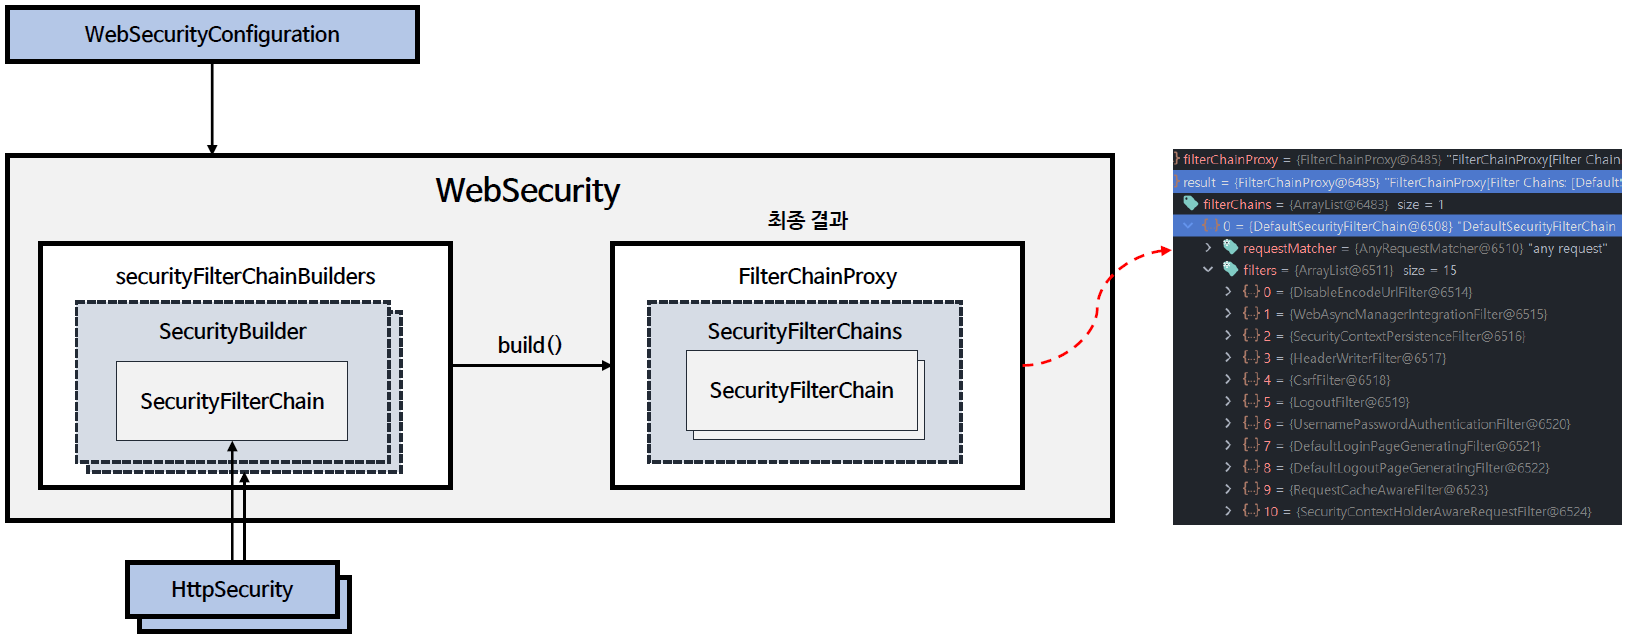 WebSecurityConfiguration
WebSecurity
최종 결과
securityFilterChainBuilders
SecurityBuilder
SecurityFilterChain
build()
FilterChainProxy
SecurityFilterChains
SecurityFilterChain
HttpSecurity
} filterChainProxy = {FilterChainProxy@6485} "FilterChainProxy[Filter Chain
} result = {FilterChainProxy@6485} "FilterChainProxy[Filter Chains: [DefaultS
filterChains = {ArrayList@6483} size = 1
{ } 0 = {DefaultSecurityFilterChain@6508} "DefaultSecurityFilterChain
requestMatcher = {AnyRequestMatcher@6510} "any request"
filters = {ArrayList@6511} size = 15
{...} 0 = {DisableEncodeUrlFilter@6514}
{...} 1 = {WebAsyncManagerIntegrationFilter@6515}
{...} 2 = {SecurityContextPersistenceFilter@6516}
{...} 3 = {HeaderWriterFilter@6517}
{...} 4 = {CsrfFilter@6518}
{...} 5 = {LogoutFilter@6519}
{...} 6 = {UsernamePasswordAuthenticationFilter@6520}
{...} 7 = {DefaultLoginPageGeneratingFilter@6521}
{...} 8 = {DefaultLogoutPageGeneratingFilter@6522}
{...} 9 = {RequestCacheAwareFilter@6523}
{...} 10 = {SecurityContextHolderAwareRequestFilter@6524}